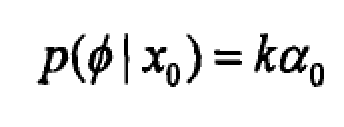 p(ϕ | x₀) = kα₀